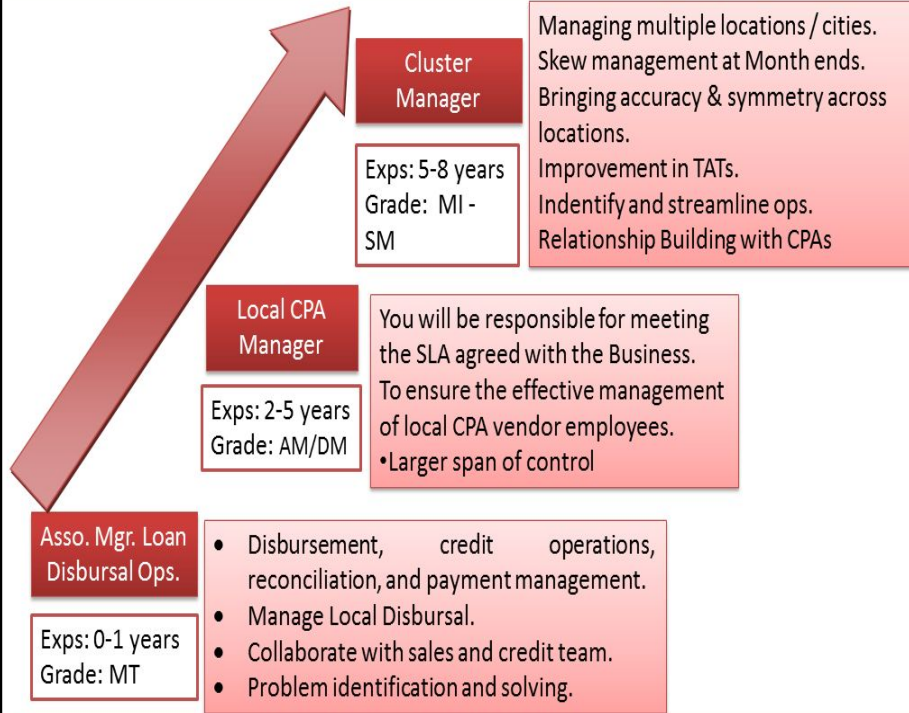 Cluster
Manager
Exps: 5-8 years
Grade: MI -
SM
Managing multiple locations / cities.
Skew management at Month ends.
Bringing accuracy & symmetry across
locations.
Improvement in TATs.
Indentify and streamline ops.
Relationship Building with CPAs
Local CPA
Manager
Exps: 2-5 years
Grade: AM/DM
You will be responsible for meeting
the SLA agreed with the Business.
To ensure the effective management
of local CPA vendor employees.
•Larger span of control
Asso. Mgr. Loan
Disbursal Ops.
Exps: 0-1 years
Grade: MT
• Disbursement, credit operations,
reconciliation, and payment management.
• Manage Local Disbursal.
• Collaborate with sales and credit team.
• Problem identification and solving.